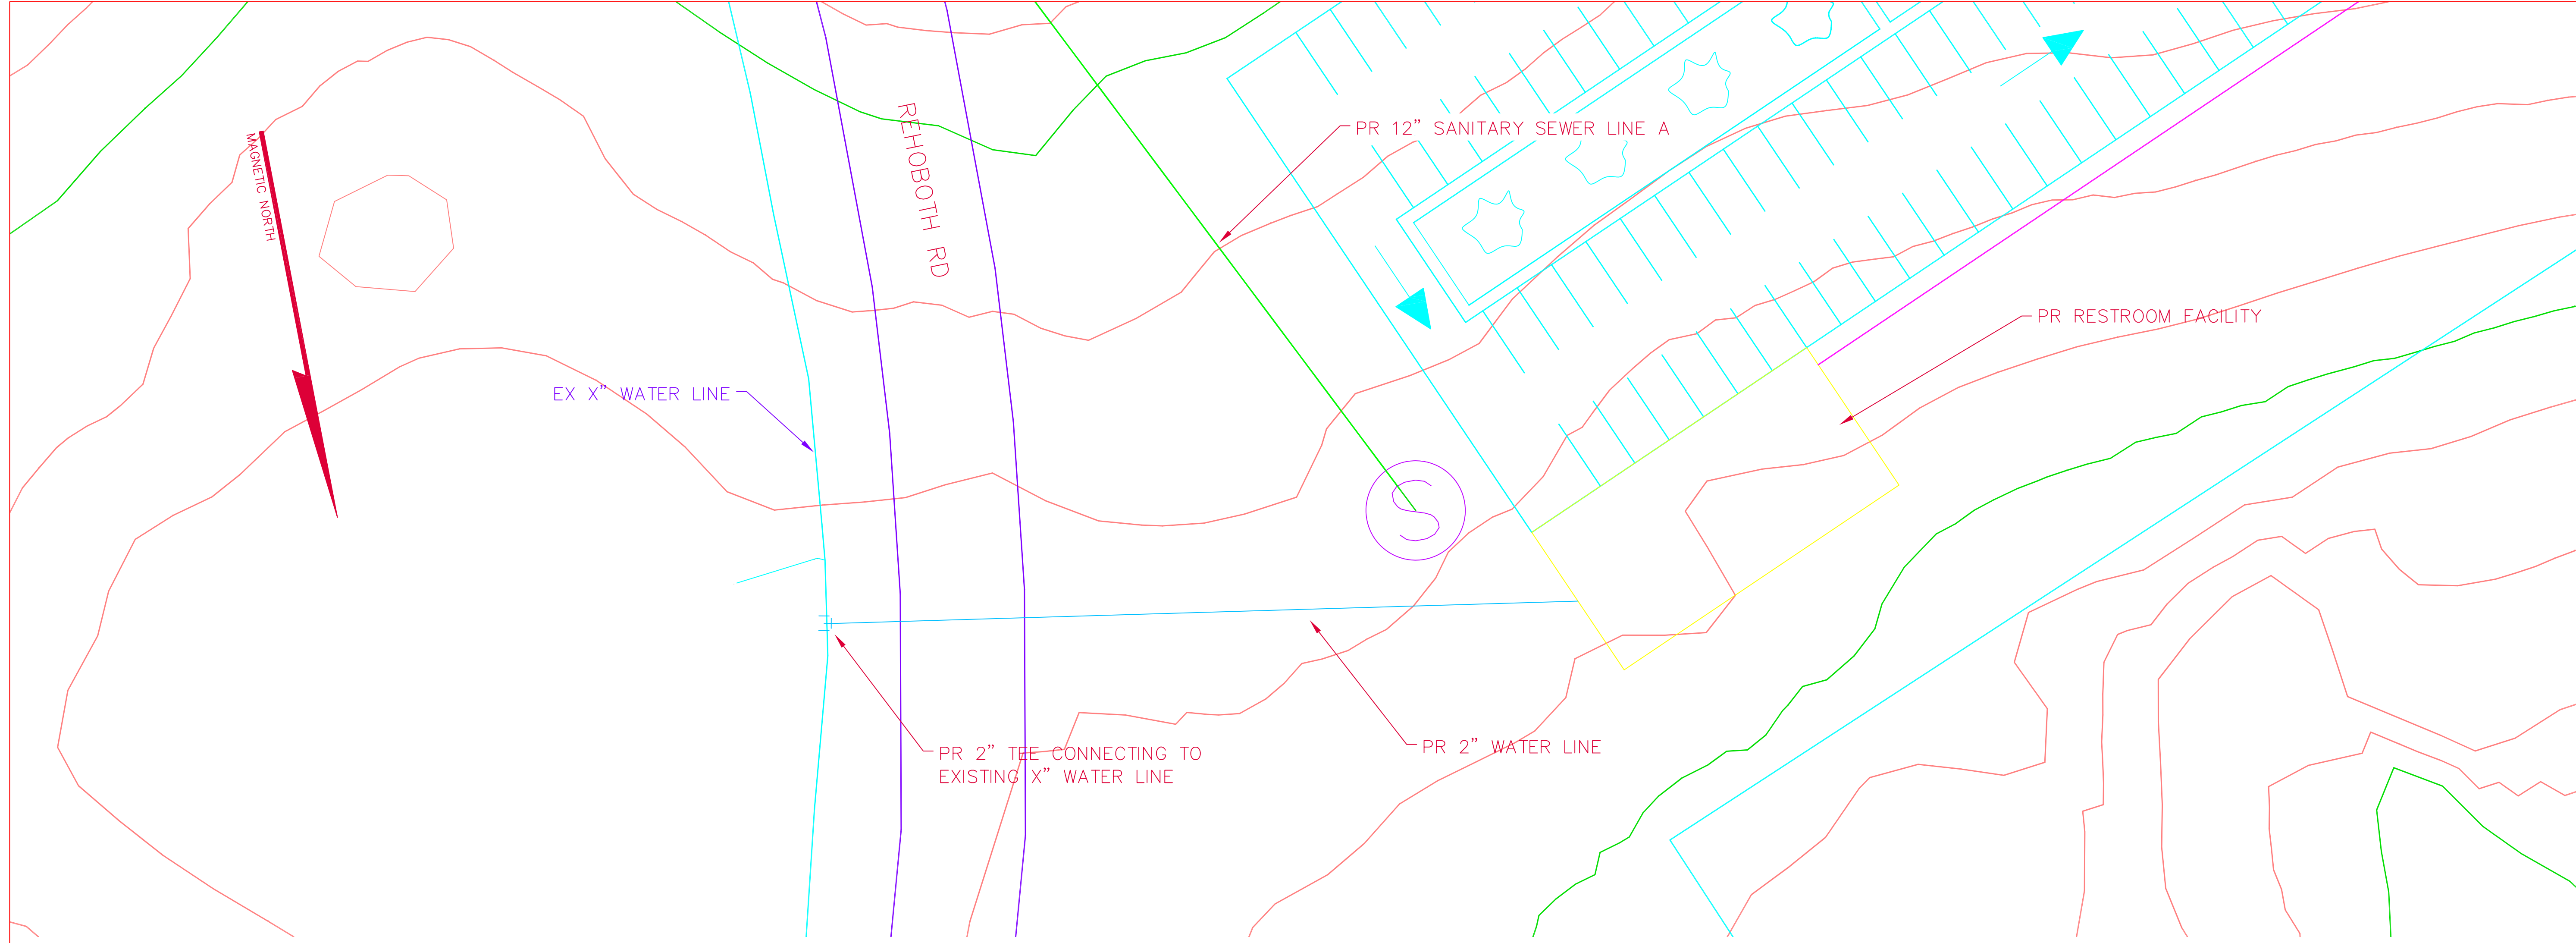 PR 12" SANITARY SEWER LINE A
REHOBOTH RD
MAGNETIC NORTH
PR RESTROOM FACILITY
EX X" WATER LINE
S
PR 2" TEE CONNECTING TO
EXISTING X" WATER LINE
PR 2" WATER LINE